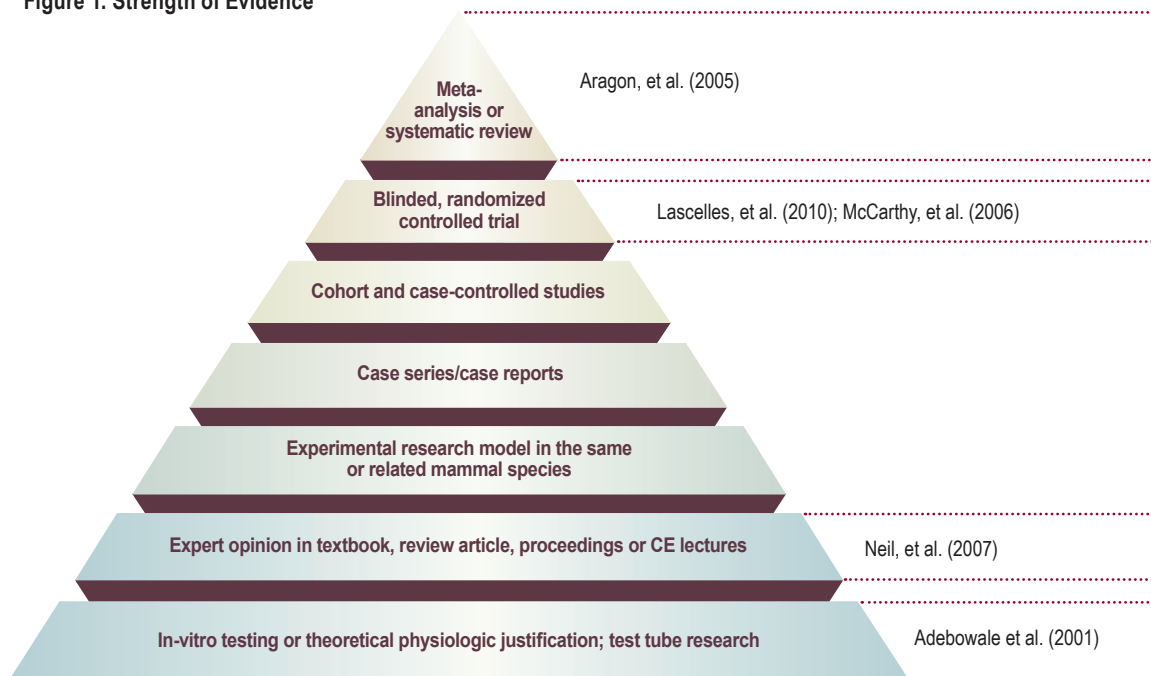 Figure 1. Strength of Evidence
Meta-
analysis or
systematic review
Aragon, et al. (2005)
Blinded, randomized
controlled trial
Lascelles, et al. (2010); McCarthy, et al. (2006)
Cohort and case-controlled studies
Case series/case reports
Experimental research model in the same
or related mammal species
Expert opinion in textbook, review article, proceedings or CE lectures
Neil, et al. (2007)
In-vitro testing or theoretical physiologic justification; test tube research
Adebowale et al. (2001)